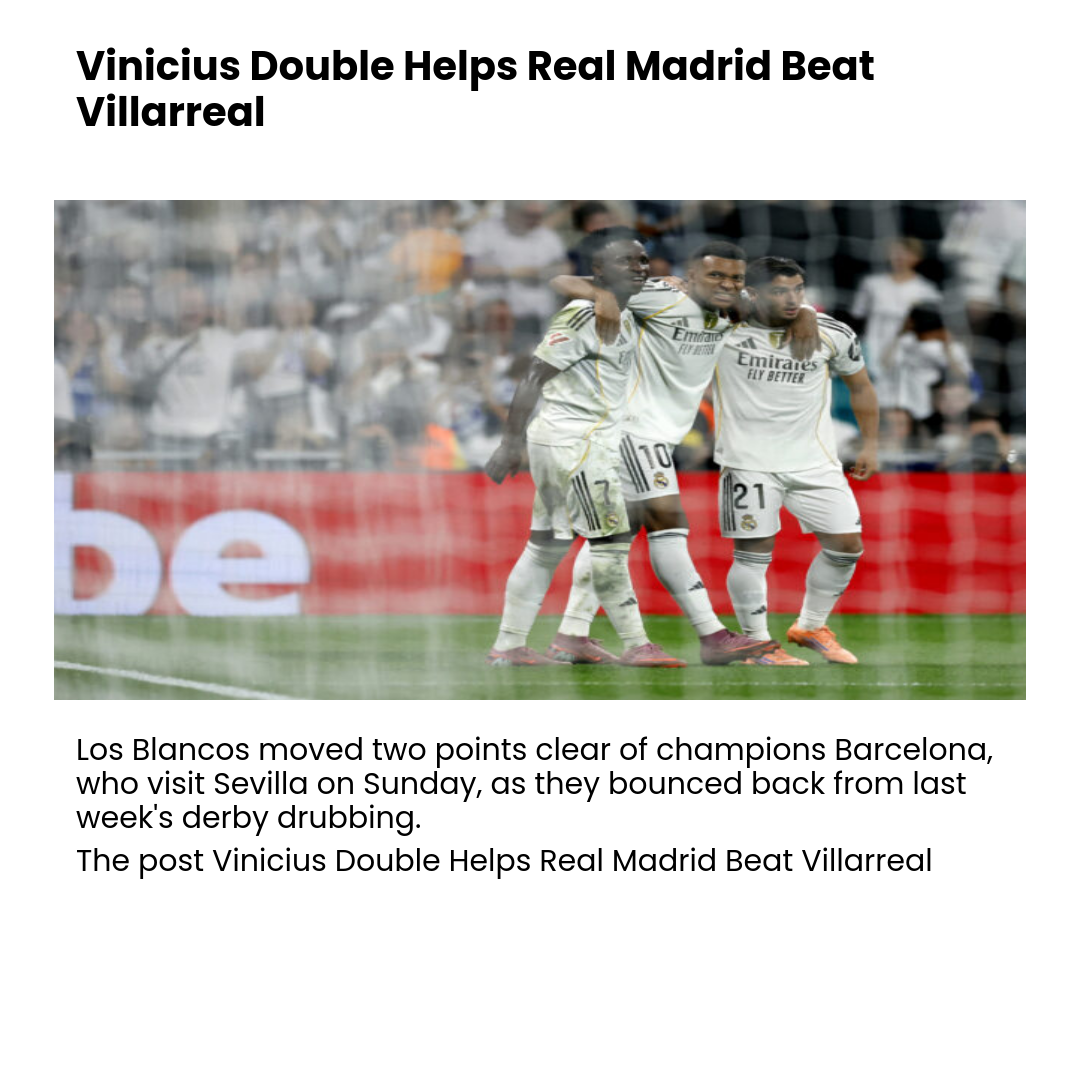 Vinicius Double Helps Real Madrid Beat
Villarreal
Emirates
FLY BETTER
Emirates
FLY BETTER
10
7
21
be
Los Blancos moved two points clear of champions Barcelona,
who visit Sevilla on Sunday, as they bounced back from last
week's derby drubbing.
The post Vinicius Double Helps Real Madrid Beat Villarreal